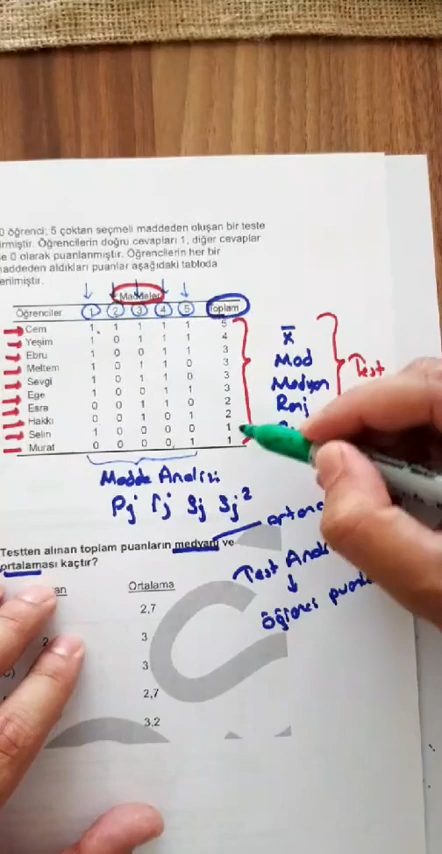 0 öğrenci; 5 çoktan seçmeli maddeden oluşan bir teste
irmiştir. Öğrencilerin doğru cevapları 1, diğer cevaplar
e 0 olarak puanlanmıştır. Öğrencilerin her bir
addeden aldıkları puanlar aşağıdaki tabloda
erilmiştir.
Maddeler
Öğrenciler 1 2 3 4 5 Toplam
Cem 1 1 1 1 1 5
Yeşim 1 0 1 1 1 4
Ebru 1 0 1 1 0 3
Meltem 1 0 1 1 0 3
Sevgi 1 0 1 1 0 3
Ege 1 0 0 1 1 3
Esra 0 0 1 1 0 2
Hakkı 0 0 1 0 1 2
Selin 1 0 0 0 0 1
Murat 0 0 0 0 1 1
x̄
Mod
Medyan
Ranj
Test
Madde Analizi
Pj rj Sj Sj²
Testten alınan toplam puanların medyanı ve
ortalaması kaçtır?
Test
öğrenci
Ortalama
2,7
3
3
2,7
3,2